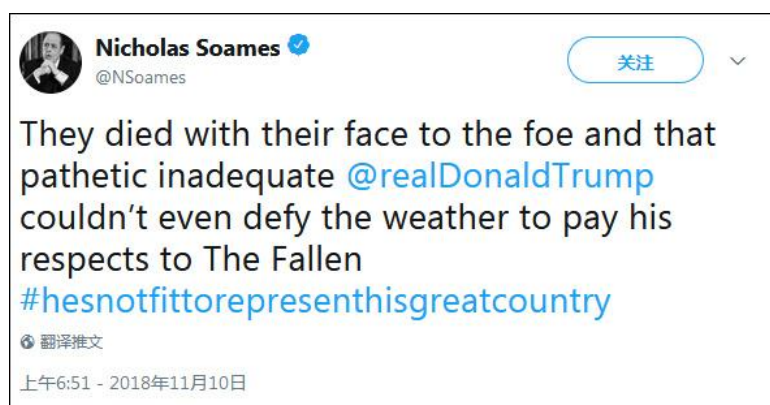 Nicholas Soames
@NSoames
关注
They died with their face to the foe and that
pathetic inadequate @realDonaldTrump
couldn’t even defy the weather to pay his
respects to The Fallen
#hesnotfittorepresenthisgreatcountry
翻译推文
上午6:51 - 2018年11月10日